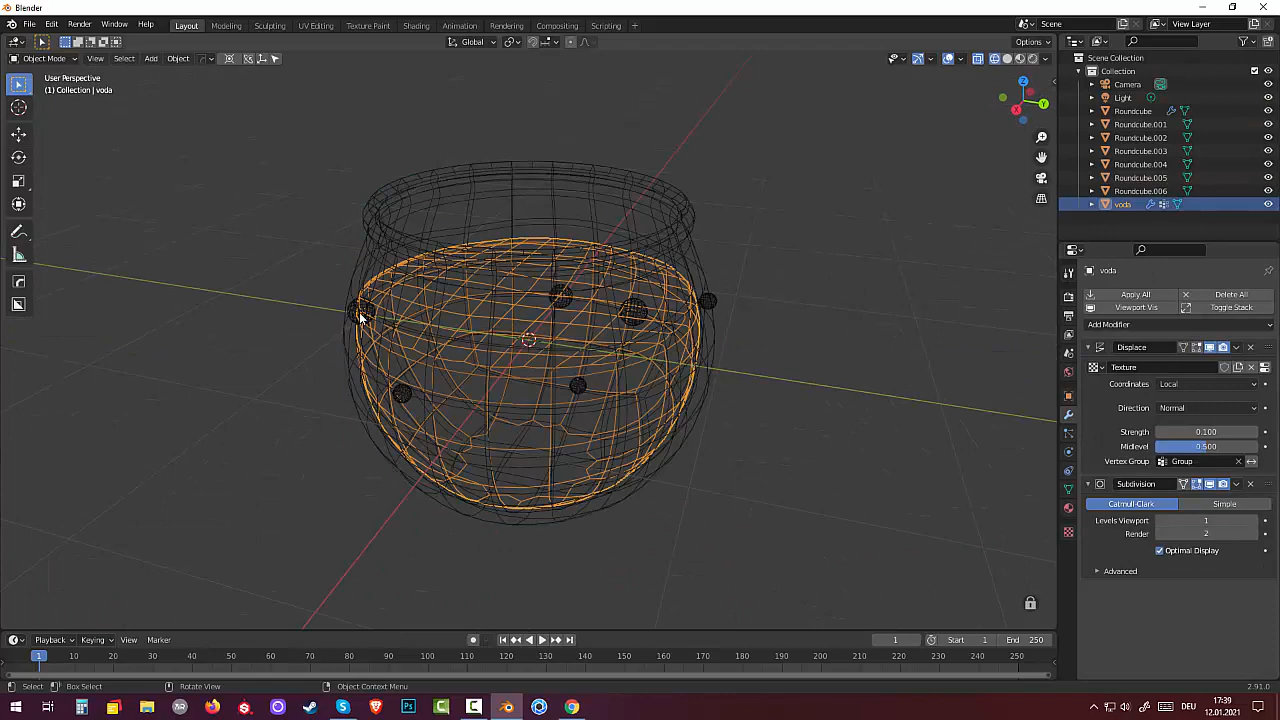 Blender
File Edit Render Window Help Layout Modeling Sculpting UV Editing Texture Paint Shading Animation Rendering Compositing Scripting + Scene View Layer
Global Options
Object Mode View Select Add Object
User Perspective
(1) Collection | voda
Z
Y
X
Scene Collection
Collection
Camera
Light
Roundcube
Roundcube.001
Roundcube.002
Roundcube.003
Roundcube.004
Roundcube.005
Roundcube.006
voda
voda
Apply All Delete All
Viewport Vis Toggle Stack
Add Modifier
Displace
Texture
Coordinates Local
Direction Normal
Strength 0.100
Midlevel 0.500
Vertex Group Group
Subdivision
Catmull-Clark Simple
Levels Viewport 1
Render 2
Optimal Display
Advanced
Playback Keying View Marker 1 Start 1 End 250
1 10 20 30 40 50 60 70 80 90 100 110 120 130 140 150 160 170 180 190 200 210 220 230 240 250
Select Box Select Rotate View Object Context Menu 2.91.0
DEU
17:39
12.01.2021